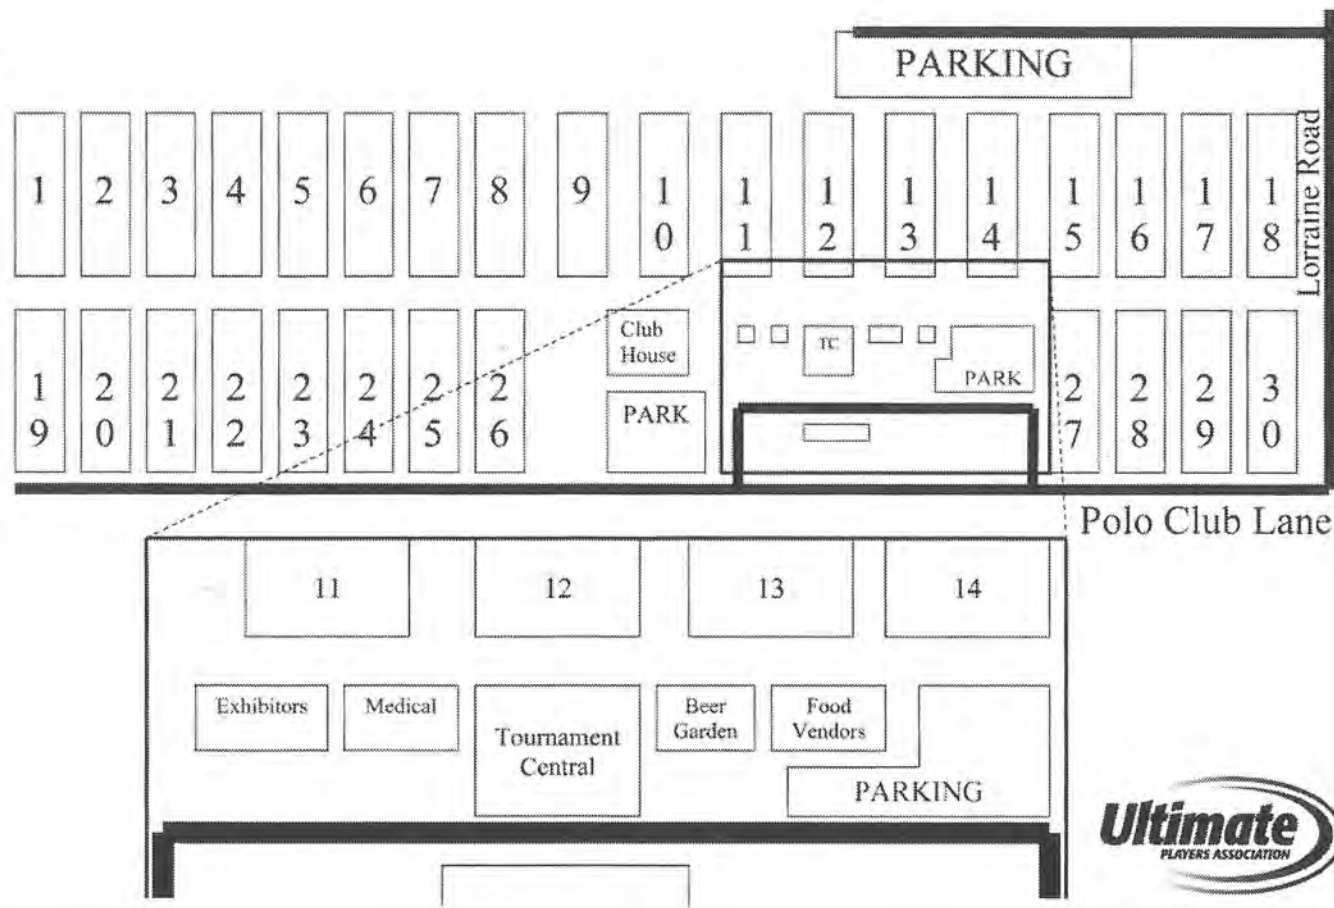 PARKING
1 2 3 4 5 6 7 8 9 10 11 12 13 14 15 16 17 18
Lorraine Road
Club
House
TC
PARK
PARK
19 20 21 22 23 24 25 26 27 28 29 30
Polo Club Lane
11 12 13 14
Exhibitors Medical Beer
Garden Food
Vendors
Tournament
Central
PARKING
Ultimate
PLAYERS ASSOCIATION